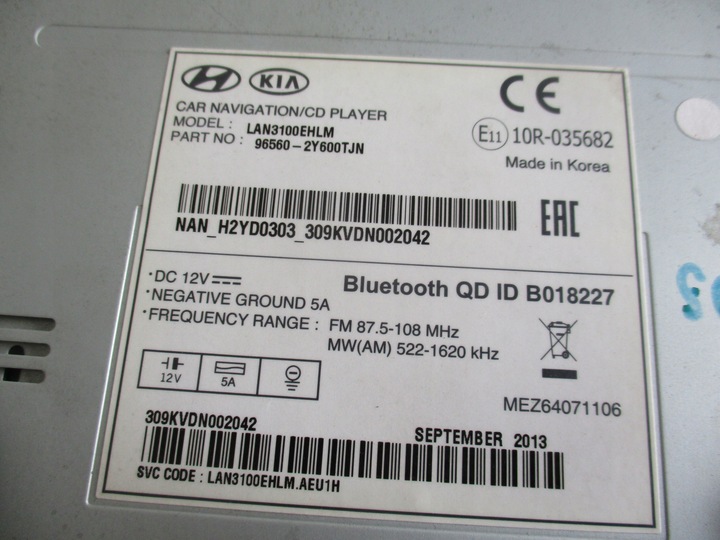 HYUNDAI KIA
CAR NAVIGATION/CD PLAYER
MODEL : LAN3100EHLM
PART NO : 96560-2Y600TJN
CE
E11 10R-035682
Made in Korea
NAN_H2YD0303_309KVDN002042
EAC
·DC 12V
·NEGATIVE GROUND 5A
·FREQUENCY RANGE : FM 87.5-108 MHz
MW(AM) 522-1620 kHz
Bluetooth QD ID B018227
12V 5A
MEZ64071106
309KVDN002042
SEPTEMBER 2013
SVC CODE : LAN3100EHLM.AEU1H